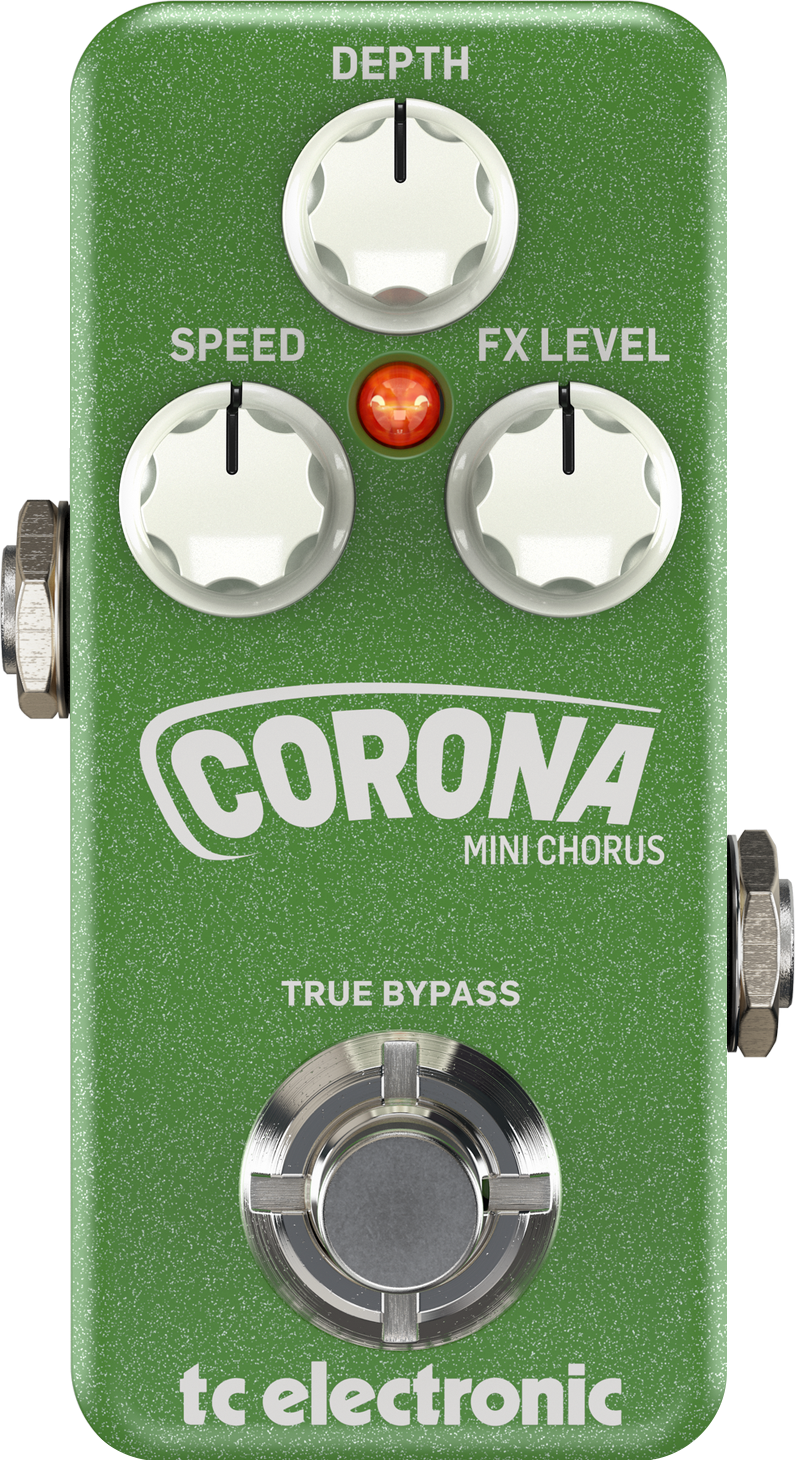 DEPTH
SPEED FX LEVEL
CORONA
MINI CHORUS
TRUE BYPASS
tc electronic